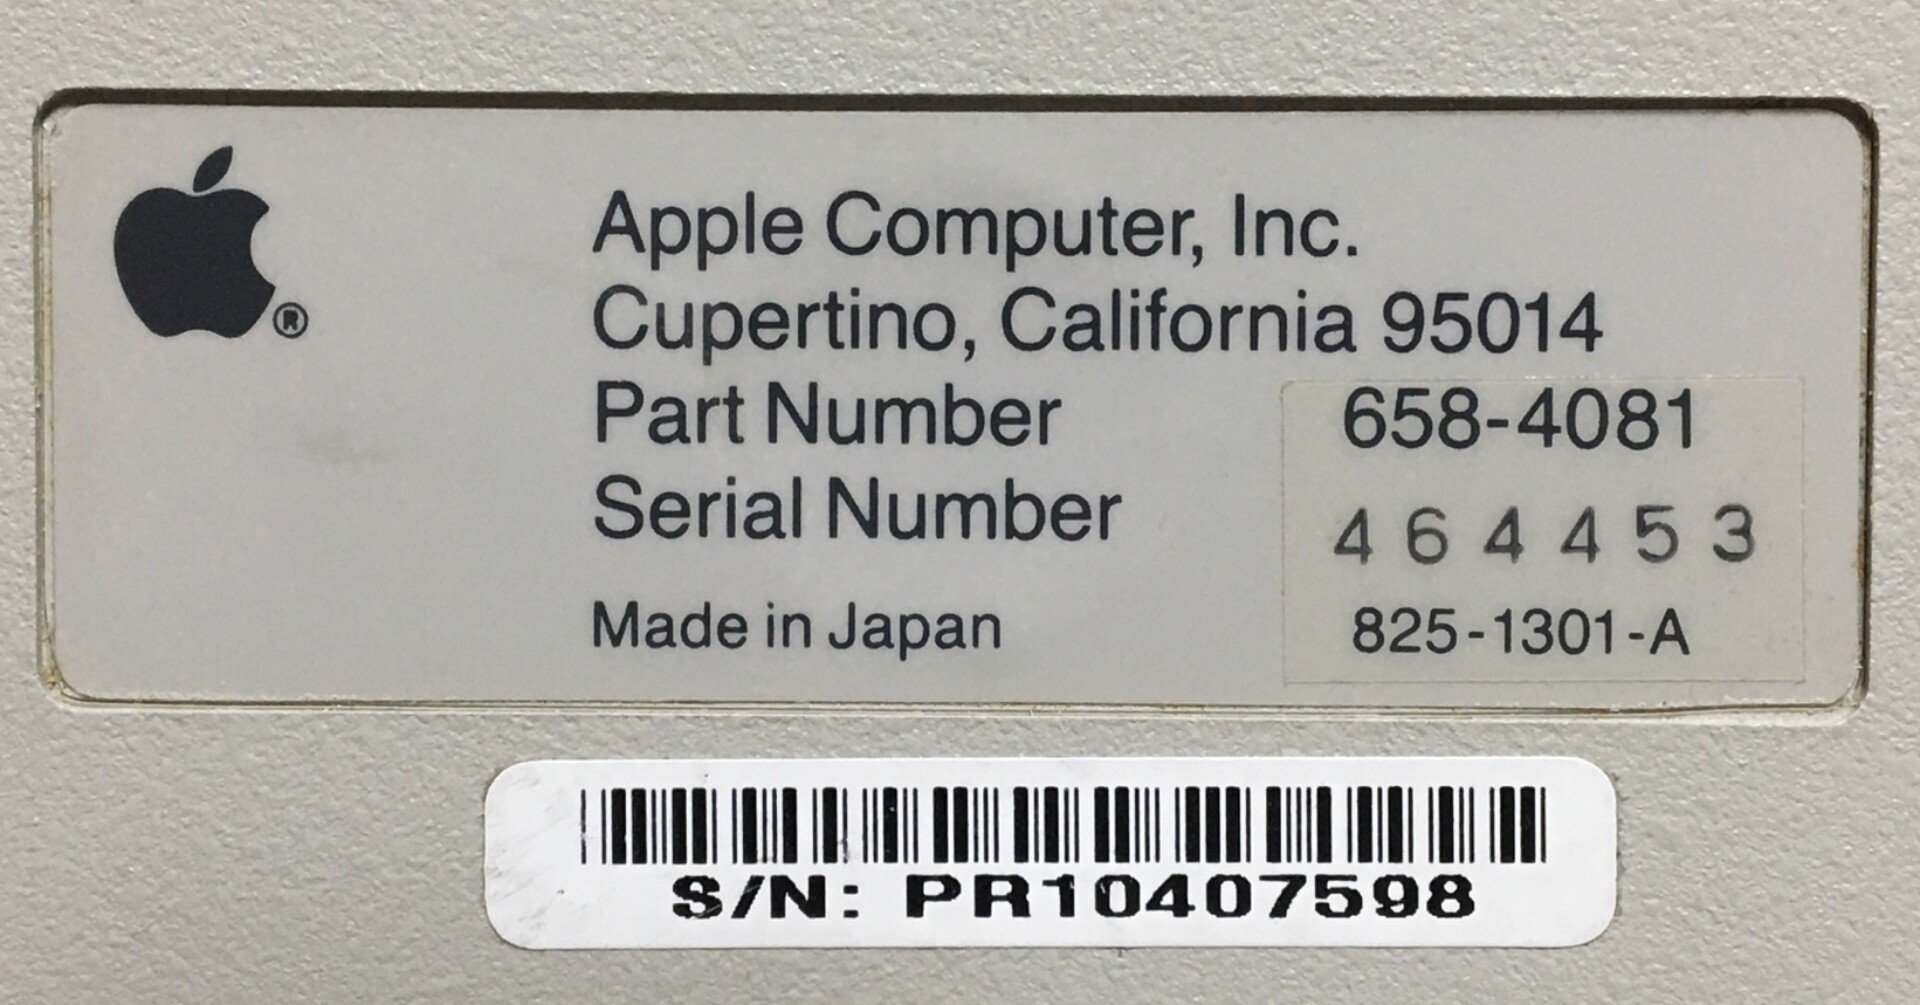 ®
Apple Computer, Inc.
Cupertino, California 95014
Part Number 658-4081
Serial Number 464453
Made in Japan 825-1301-A
S/N: PR10407598